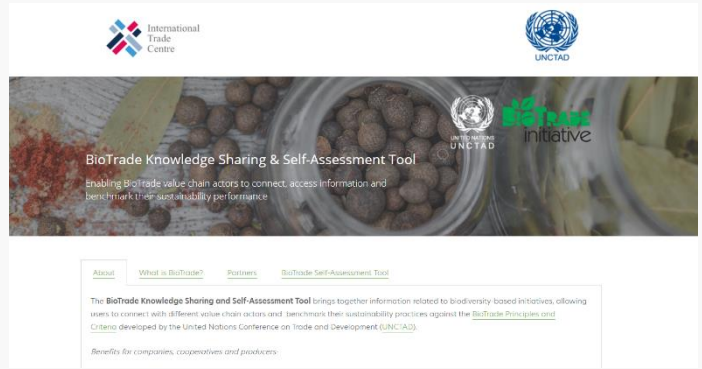 International
Trade
Centre
UNCTAD
UNITED NATIONS
UNCTAD
BIOTRADE
initiative
BioTrade Knowledge Sharing & Self-Assessment Tool
Enabling BioTrade value chain actors to connect, access information and
benchmark their sustainability performance
About What is BioTrade? Partners BioTrade Self-Assessment Tool
The BioTrade Knowledge Sharing and Self-Assessment Tool brings together information related to biodiversity-based initiatives, allowing
users to connect with different value chain actors and benchmark their sustainability practices against the BioTrade Principles and
Criteria developed by the United Nations Conference on Trade and Development (UNCTAD).
Benefits for companies, cooperatives and producers: